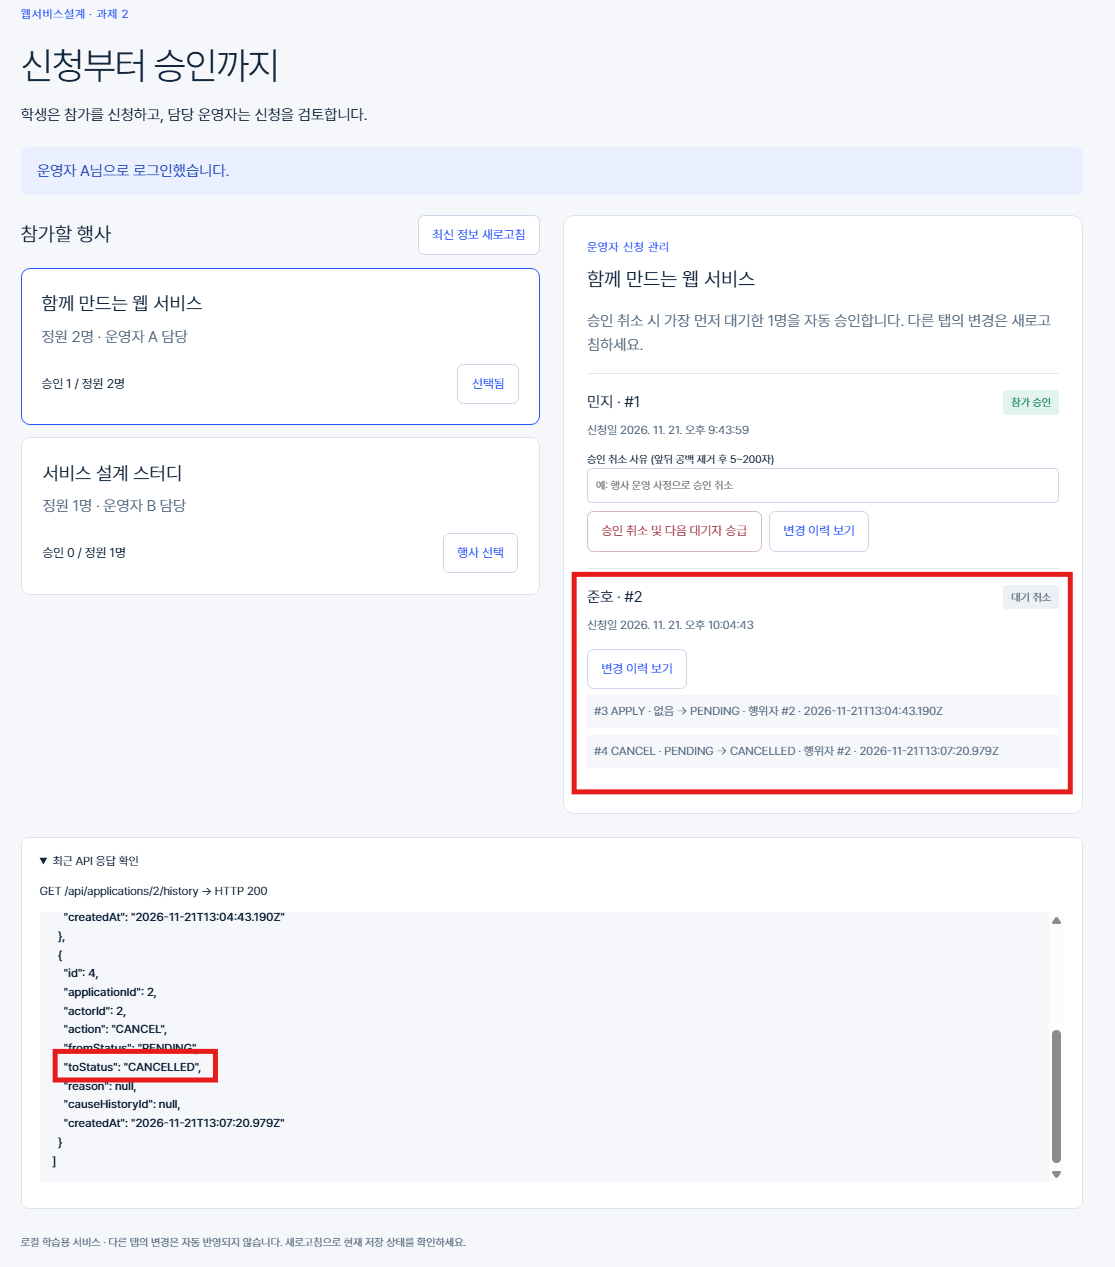 웹서비스설계 · 과제 2
신청부터 승인까지
학생은 참가를 신청하고, 담당 운영자는 신청을 검토합니다.
운영자 A님으로 로그인했습니다.
참가할 행사
최신 정보 새로고침
함께 만드는 웹 서비스
정원 2명 · 운영자 A 담당
승인 1 / 정원 2명
선택됨
서비스 설계 스터디
정원 1명 · 운영자 B 담당
승인 0 / 정원 1명
행사 선택
운영자 신청 관리
함께 만드는 웹 서비스
승인 취소 시 가장 먼저 대기한 1명을 자동 승인합니다. 다른 탭의 변경은 새로고
침하세요.
민지 · #1
참가 승인
신청일 2026. 11. 21. 오후 9:43:59
승인 취소 사유 (앞뒤 공백 제거 후 5~200자)
예: 행사 운영 사정으로 승인 취소
승인 취소 및 다음 대기자 승급
변경 이력 보기
준호 · #2
대기 취소
신청일 2026. 11. 21. 오후 10:04:43
변경 이력 보기
#3 APPLY · 없음 → PENDING · 행위자 #2 · 2026-11-21T13:04:43.190Z
#4 CANCEL · PENDING → CANCELLED · 행위자 #2 · 2026-11-21T13:07:20.979Z
▼ 최근 API 응답 확인
GET /api/applications/2/history → HTTP 200
"createdAt": "2026-11-21T13:04:43.190Z"
},
{
"id": 4,
"applicationId": 2,
"actorId": 2,
"action": "CANCEL",
"fromStatus": "PENDING",
"toStatus": "CANCELLED",
"reason": null,
"causeHistoryId": null,
"createdAt": "2026-11-21T13:07:20.979Z"
}
]
로컬 학습용 서비스 · 다른 탭의 변경은 자동 반영되지 않습니다. 새로고침으로 현재 저장 상태를 확인하세요.